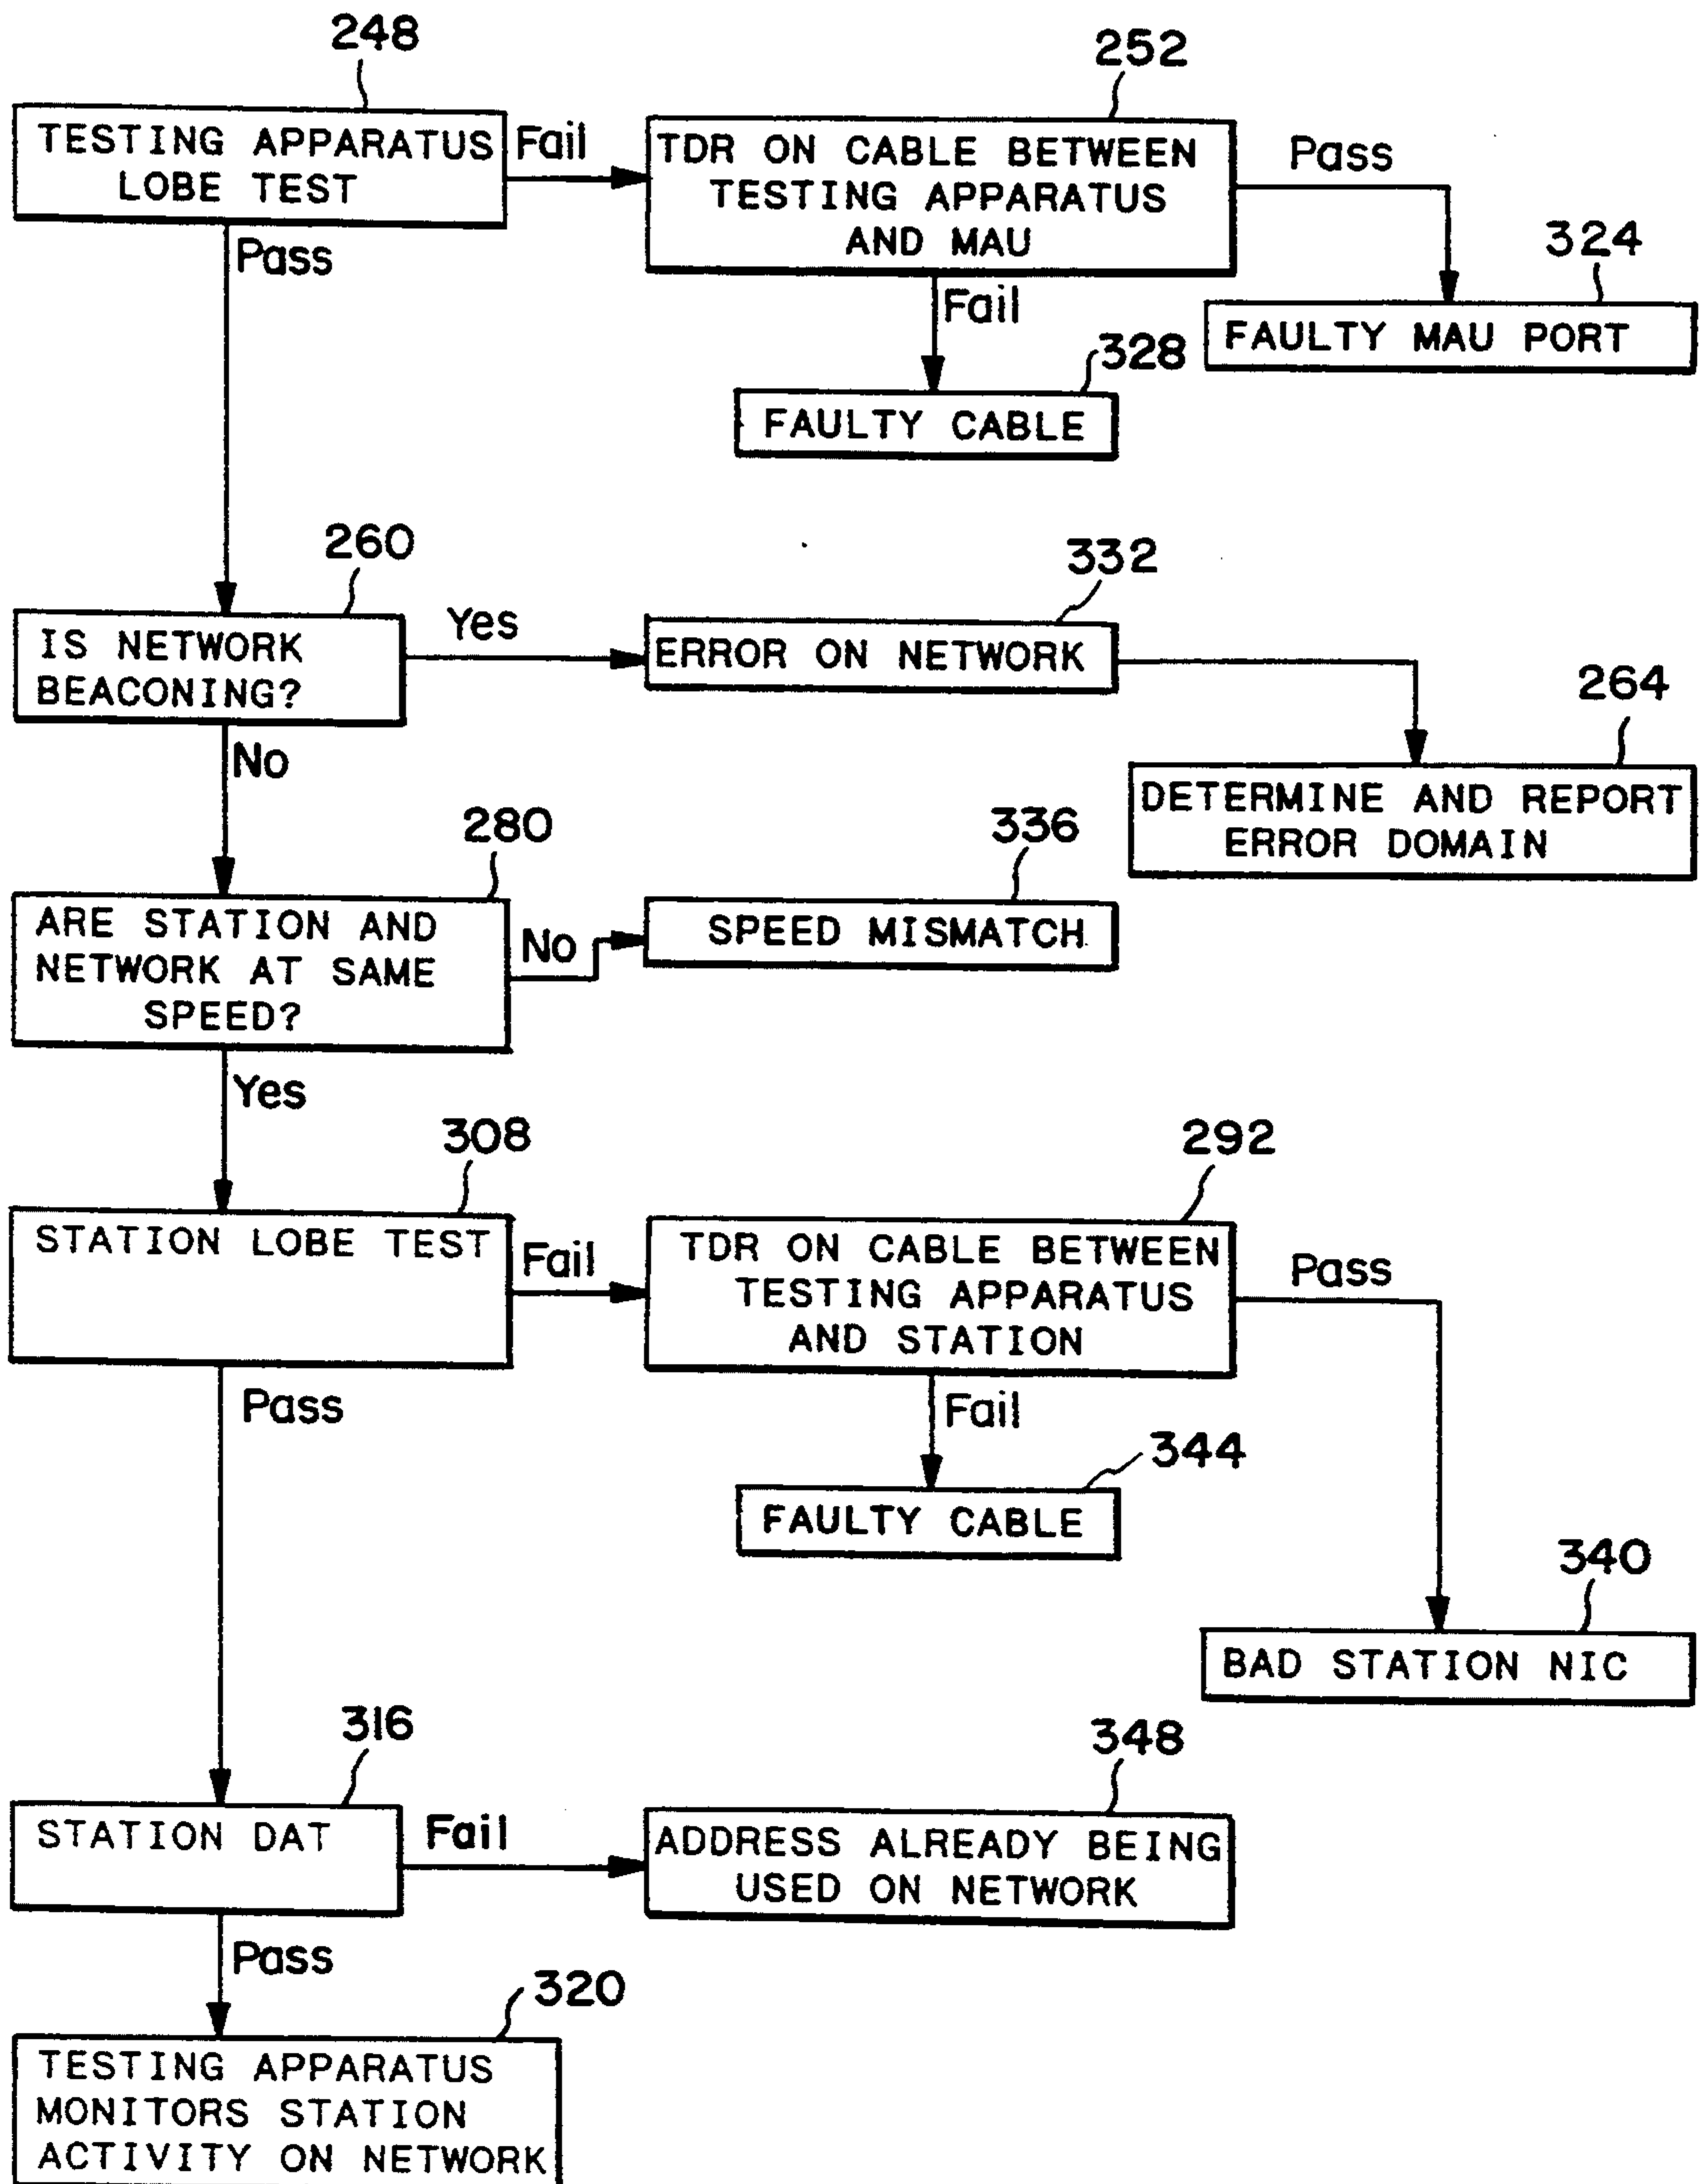 248
252
TESTING APPARATUS
LOBE TEST
Fail
TDR ON CABLE BETWEEN
TESTING APPARATUS
AND MAU
Pass
324
FAULTY MAU PORT
Pass
Fail
328
FAULTY CABLE
260
332
IS NETWORK
BEACONING?
Yes
ERROR ON NETWORK
264
DETERMINE AND REPORT
ERROR DOMAIN
No
280
336
ARE STATION AND
NETWORK AT SAME
SPEED?
No
SPEED MISMATCH
Yes
308
292
STATION LOBE TEST
Fail
TDR ON CABLE BETWEEN
TESTING APPARATUS
AND STATION
Pass
Pass
Fail
344
FAULTY CABLE
340
BAD STATION NIC
316
348
STATION DAT
Fail
ADDRESS ALREADY BEING
USED ON NETWORK
Pass
320
TESTING APPARATUS
MONITORS STATION
ACTIVITY ON NETWORK